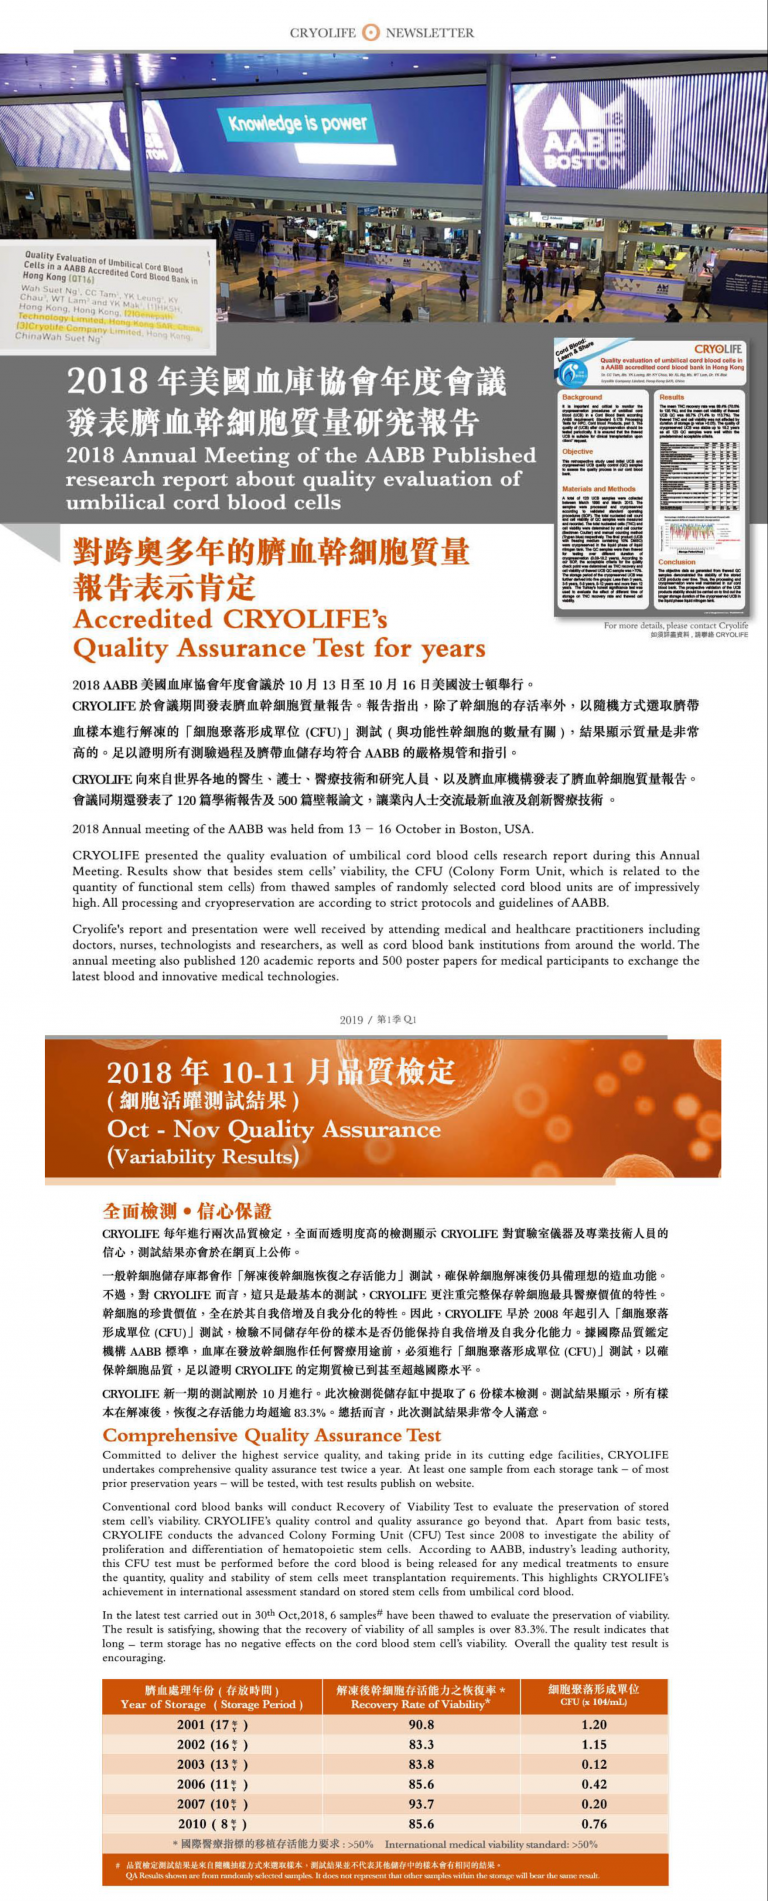 CRYOLIFE NEWSLETTER
Knowledge is power
AM
18
AABB
BOSTON
Quality Evaluation of Umbilical Cord Blood
Cells in a AABB Accredited Cord Blood Bank in
Hong Kong (QT16)
Wah Suet Ng¹, CC Tam², YK Leung³, KY
Chau³, WT Lam³ and YK Mak³, (1)HKSH,
Hong Kong, Hong Kong,
Technology Limited, Hong Kong SAR, China,
(3)Cryolife Company Limited, Hong Kong,
ChinaWah Suet Ng¹
2018 年美國血庫協會年度會議
發表臍血幹細胞質量研究報告
2018 Annual Meeting of the AABB Published
research report about quality evaluation of
umbilical cord blood cells
Cord Blood:
Learn & Share
CRYOLIFE
Quality evaluation of umbilical cord blood cells in
a AABB accredited cord blood bank in Hong Kong
Background
Objective
Materials and Methods
Results
Conclusion
For more details, please contact Cryolife
如須詳盡資料 , 請聯絡 CRYOLIFE
對跨奧多年的臍血幹細胞質量
報告表示肯定
Accredited CRYOLIFE's
Quality Assurance Test for years
2018 AABB 美國血庫協會年度會議於 10 月 13 日至 10 月 16 日美國波士頓舉行。
CRYOLIFE 於會議期間發表臍血幹細胞質量報告。報告指出，除了幹細胞的存活率外，以隨機方式選取臍帶
血樣本進行解凍的「細胞聚落形成單位 (CFU)」測試 ( 與功能性幹細胞的數量有關 )，結果顯示質量是非常
高的。足以證明所有測驗過程及臍帶血儲存均符合 AABB 的嚴格規管和指引。
CRYOLIFE 向來自世界各地的醫生、護士、醫療技術和研究人員、以及臍血庫機構發表了臍血幹細胞質量報告。
會議同期還發表了 120 篇學術報告及 500 篇壁報論文，讓業內人士交流最新血液及創新醫療技術 。
2018 Annual meeting of the AABB was held from 13 – 16 October in Boston, USA.
CRYOLIFE presented the quality evaluation of umbilical cord blood cells research report during this Annual
Meeting. Results show that besides stem cells' viability, the CFU (Colony Form Unit, which is related to the
quantity of functional stem cells) from thawed samples of randomly selected cord blood units are of impressively
high. All processing and cryopreservation are according to strict protocols and guidelines of AABB.
Cryolife's report and presentation were well received by attending medical and healthcare practitioners including
doctors, nurses, technologists and researchers, as well as cord blood bank institutions from around the world. The
annual meeting also published 120 academic reports and 500 poster papers for medical participants to exchange the
latest blood and innovative medical technologies.
2019 / 第1季 Q1
2018 年 10-11 月品質檢定
( 細胞活躍測試結果 )
Oct - Nov Quality Assurance
(Variability Results)
全面檢測 • 信心保證
CRYOLIFE 每年進行兩次品質檢定，全面而透明度高的檢測顯示 CRYOLIFE 對實驗室儀器及專業技術人員的
信心，測試結果亦會於在網頁上公佈。
一般幹細胞儲存庫都會作「解凍後幹細胞恢復之存活能力」測試，確保幹細胞解凍後仍具備理想的造血功能。
不過，對 CRYOLIFE 而言，這只是最基本的測試，CRYOLIFE 更注重完整保存幹細胞最具醫療價值的特性。
幹細胞的珍貴價值，全在於其自我倍增及自我分化的特性。因此，CRYOLIFE 早於 2008 年起引入「細胞聚落
形成單位 (CFU)」測試，檢驗不同儲存年份的樣本是否仍能保持自我倍增及自我分化能力。據國際品質鑑定
機構 AABB 標準，血庫在發放幹細胞作任何醫療用途前，必須進行「細胞聚落形成單位 (CFU)」測試，以確
保幹細胞品質，足以證明 CRYOLIFE 的定期質檢已到甚至超越國際水平。
CRYOLIFE 新一期的測試剛於 10 月進行。此次檢測從儲存缸中提取了 6 份樣本檢測。測試結果顯示，所有樣
本在解凍後，恢復之存活能力均超逾 83.3%。總括而言，此次測試結果非常令人滿意。
Comprehensive Quality Assurance Test
Committed to deliver the highest service quality, and taking pride in its cutting edge facilities, CRYOLIFE
undertakes comprehensive quality assurance test twice a year. At least one sample from each storage tank – of most
prior preservation years – will be tested, with test results publish on website.
Conventional cord blood banks will conduct Recovery of Viability Test to evaluate the preservation of stored
stem cell's viability. CRYOLIFE's quality control and quality assurance go beyond that. Apart from basic tests,
CRYOLIFE conducts the advanced Colony Forming Unit (CFU) Test since 2008 to investigate the ability of
proliferation and differentiation of hematopoietic stem cells. According to AABB, industry's leading authority,
this CFU test must be performed before the cord blood is being released for any medical treatments to ensure
the quantity, quality and stability of stem cells meet transplantation requirements. This highlights CRYOLIFE's
achievement in international assessment standard on stored stem cells from umbilical cord blood.
In the latest test carried out in 30th Oct,2018, 6 samples# have been thawed to evaluate the preservation of viability.
The result is satisfying, showing that the recovery of viability of all samples is over 83.3%. The result indicates that
long – term storage has no negative effects on the cord blood stem cell's viability. Overall the quality test result is
encouraging.
臍血處理年份 ( 存放時間 ) 解凍後幹細胞存活能力之恢復率 * 細胞聚落形成單位
Year of Storage ( Storage Period ) Recovery Rate of Viability* CFU (x 104/mL)
2001 (17 年 Y ) 90.8 1.20
2002 (16 年 Y ) 83.3 1.15
2003 (13 年 Y ) 83.8 0.12
2006 (11 年 Y ) 85.6 0.42
2007 (10 年 Y ) 93.7 0.20
2010 ( 8 年 Y ) 85.6 0.76
* 國際醫療指標的移植存活能力要求 : >50% International medical viability standard: >50%
# 品質檢定測試結果是來自隨機抽樣方式來選取樣本，測試結果並不代表其他儲存中的樣本會有相同的結果。
QA Results shown are from randomly selected samples. It does not represent that other samples within the storage will bear the same result.